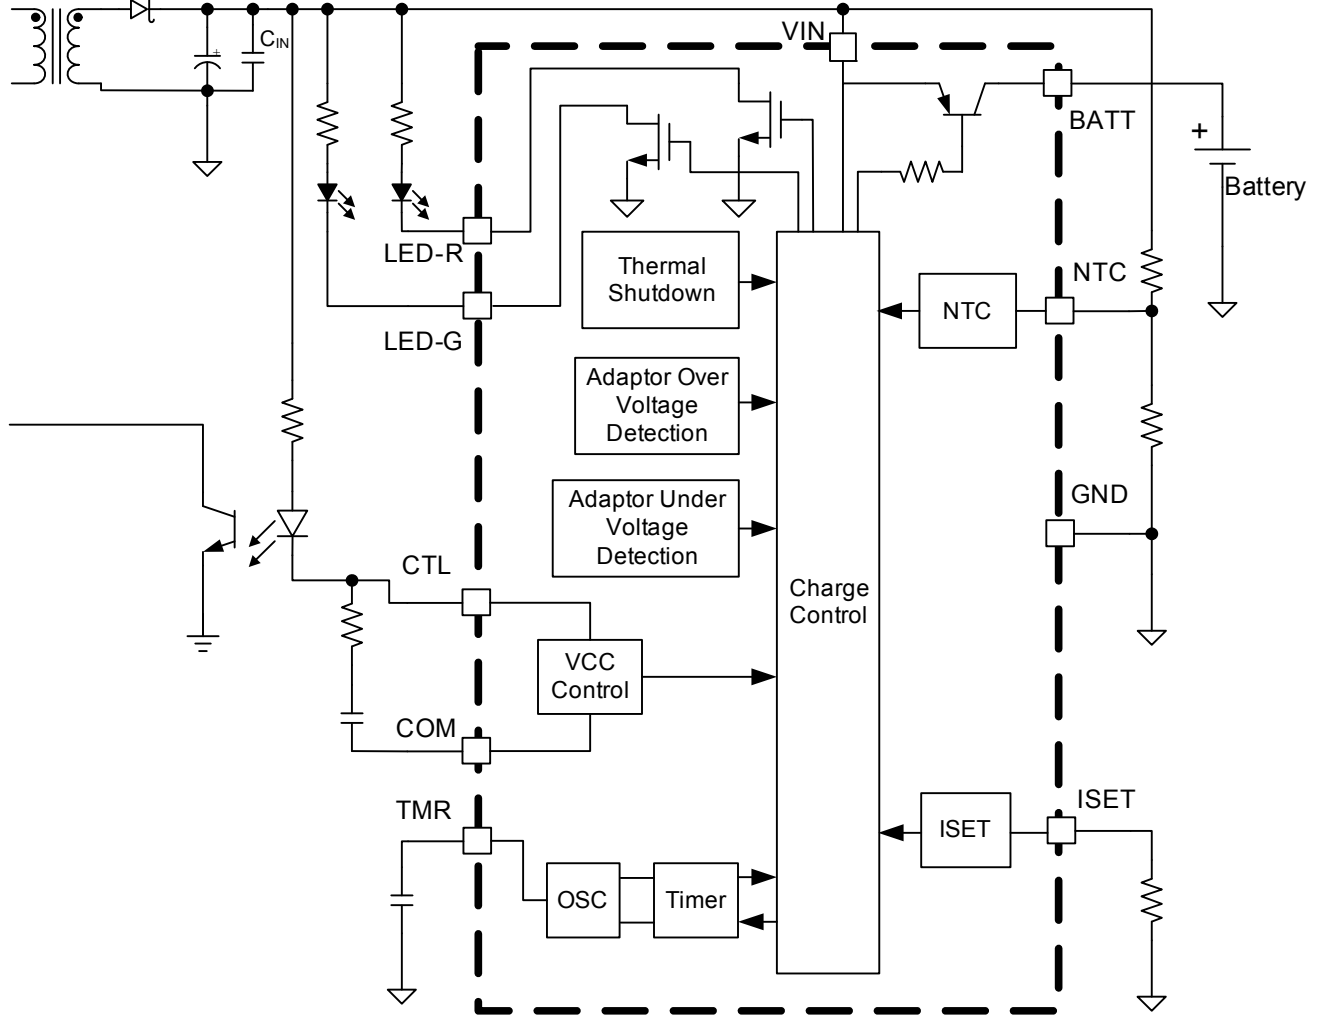 CIN
+
VIN
BATT
+
Battery
LED-R
LED-G
Thermal
Shutdown
NTC
NTC
Adaptor Over
Voltage
Detection
Adaptor Under
Voltage
Detection
GND
CTL
Charge
Control
VCC
Control
COM
TMR
ISET
ISET
OSC
Timer